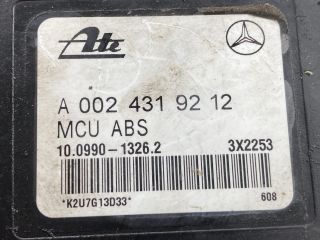 Ate
A 002 431 92 12
MCU ABS
10.0990-1326.2 3X2253
*K2U7G13D33* 608